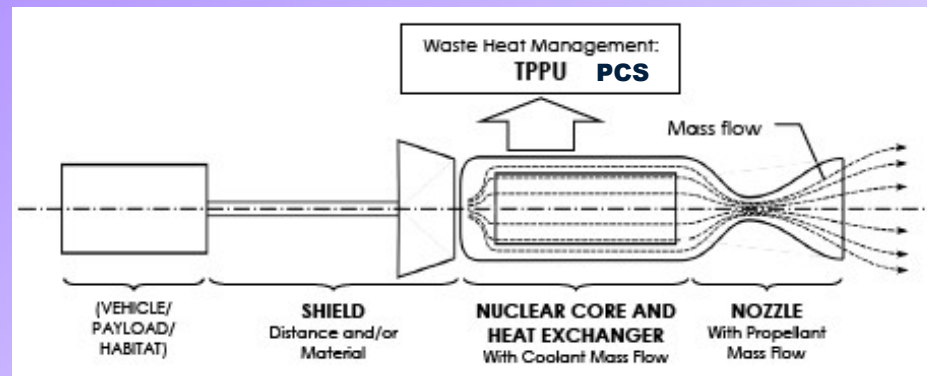 Waste Heat Management:
TPPU PCS
Mass flow
(VEHICLE/
PAYLOAD/
HABITAT)
SHIELD
Distance and/or
Material
NUCLEAR CORE AND
HEAT EXCHANGER
With Coolant Mass Flow
NOZZLE
With Propellant
Mass Flow